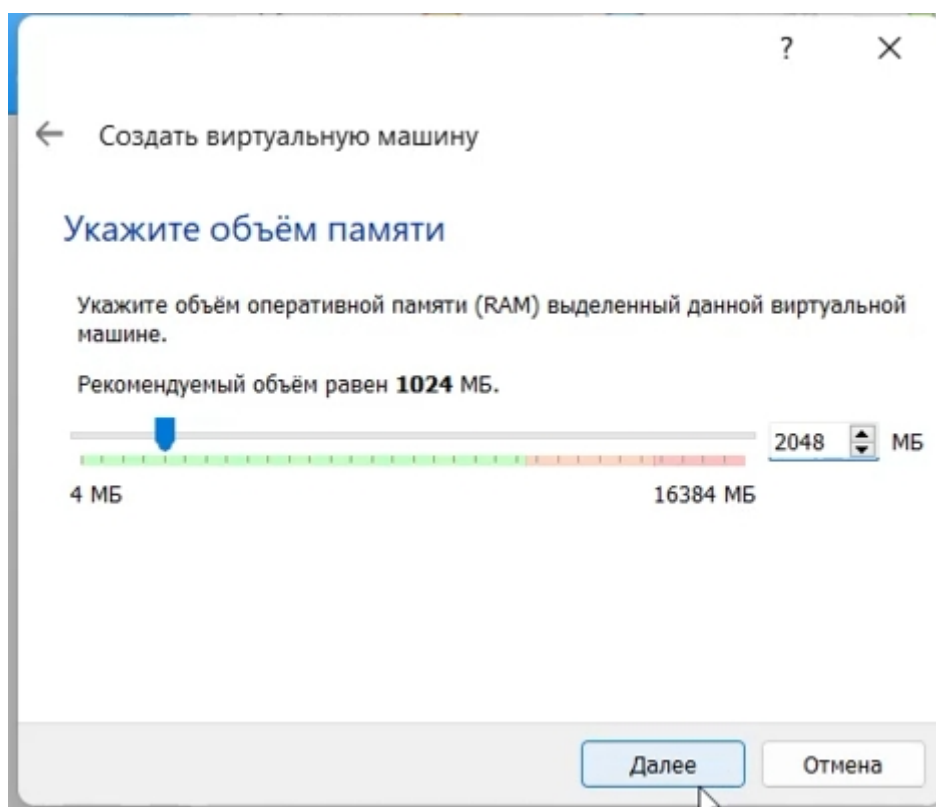 ?
Создать виртуальную машину
Укажите объём памяти
Укажите объём оперативной памяти (RAM) выделенный данной виртуальной
машине.
Рекомендуемый объём равен 1024 МБ.
2048 МБ
4 МБ 16384 МБ
Далее Отмена